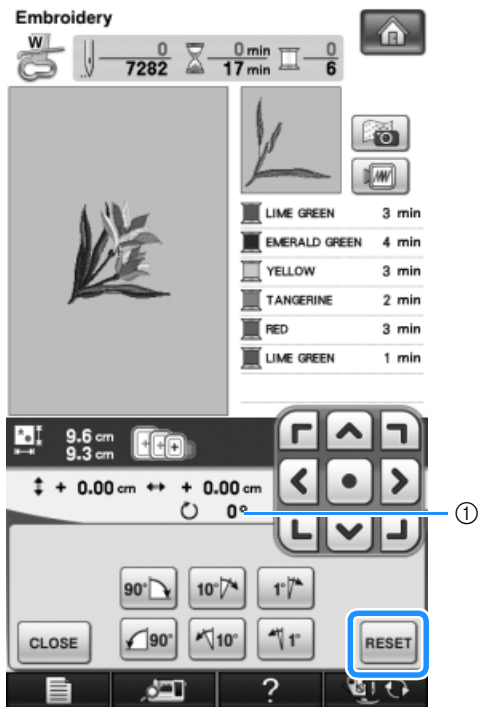 Embroidery
W
0
7282
0 min
17 min
0
6
LIME GREEN 3 min
EMERALD GREEN 4 min
YELLOW 3 min
TANGERINE 2 min
RED 3 min
LIME GREEN 1 min
9.6 cm
9.3 cm
+ 0.00 cm + 0.00 cm
0°
①
90° 10° 1°
CLOSE 90° 10° 1° RESET
?